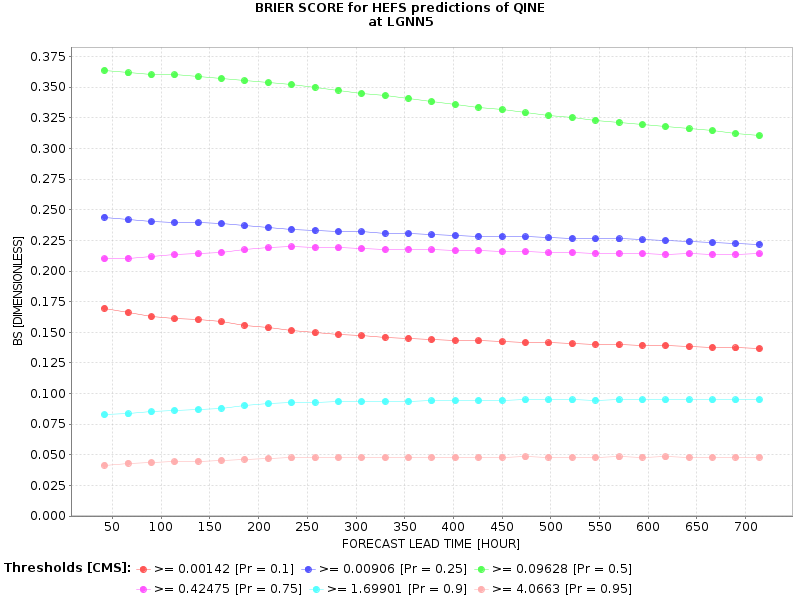 BRIER SCORE for HEFS predictions of QINE
at LGNN5
0.375
0.350
0.325
0.300
0.275
0.250
0.225
0.200
0.175
0.150
0.125
0.100
0.075
0.050
0.025
0.000
BS [DIMENSIONLESS]
50 100 150 200 250 300 350 400 450 500 550 600 650 700
FORECAST LEAD TIME [HOUR]
Thresholds [CMS]: >= 0.00142 [Pr = 0.1] >= 0.00906 [Pr = 0.25] >= 0.09628 [Pr = 0.5]
>= 0.42475 [Pr = 0.75] >= 1.69901 [Pr = 0.9] >= 4.0663 [Pr = 0.95]